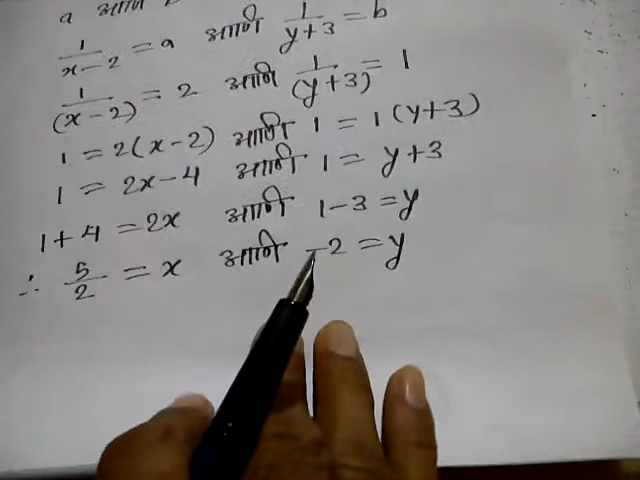 a आणि
1/(x-2) = a आणि 1/(y+3) = b
1/(x-2) = 2 आणि 1/(y+3) = 1
1 = 2(x-2) आणि 1 = 1(y+3)
1 = 2x-4 आणि 1 = y+3
1+4 = 2x आणि 1-3 = y
∴ 5/2 = x आणि -2 = y